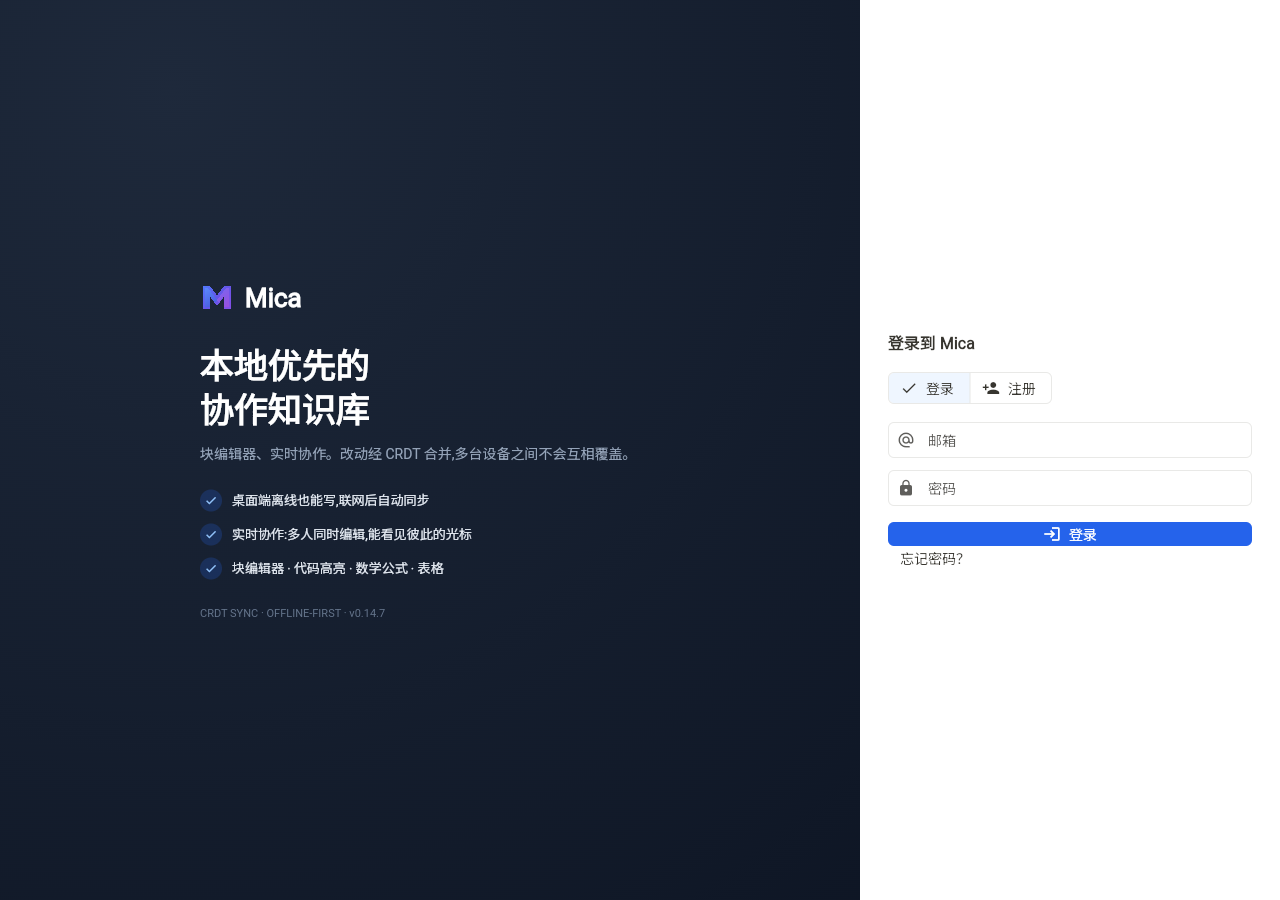 Mica
本地优先的
协作知识库
块编辑器、实时协作。改动经 CRDT 合并,多台设备之间不会互相覆盖。
桌面端离线也能写,联网后自动同步
实时协作:多人同时编辑,能看见彼此的光标
块编辑器 · 代码高亮 · 数学公式 · 表格
CRDT SYNC · OFFLINE-FIRST · v0.14.7
登录到 Mica
登录 注册
邮箱
密码
登录
忘记密码?